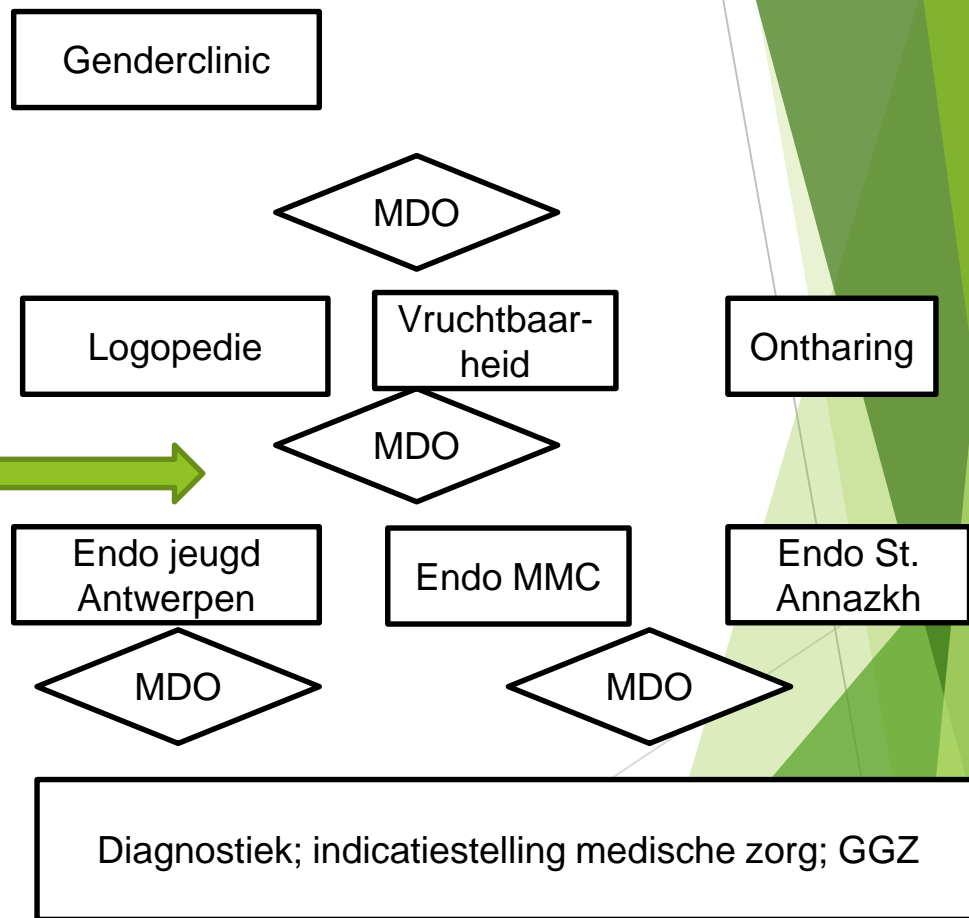 Genderclinic
MDO
Logopedie
Vruchtbaar-
heid
Ontharing
MDO
Endo jeugd
Antwerpen
Endo MMC
Endo St.
Annazkh
MDO
MDO
Diagnostiek; indicatiestelling medische zorg; GGZ